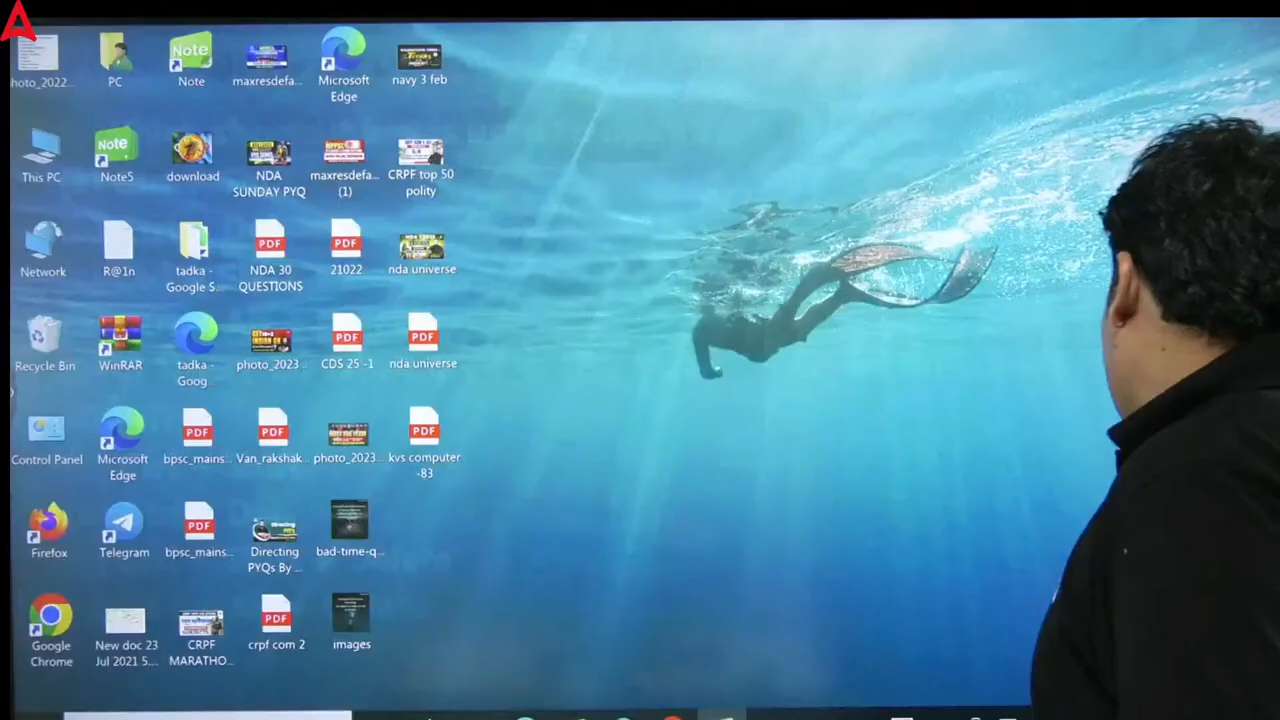 photo_2022...
PC
Note
maxresdefa...
Microsoft
Edge
navy 3 feb
This PC
Note5
download
NDA
SUNDAY PYQ
maxresdefa...
(1)
CRPF top 50
polity
Network
R@1n
tadka -
Google S...
NDA 30
QUESTIONS
21022
nda universe
Recycle Bin
WinRAR
tadka -
Goog...
photo_2023...
CDS 25 -1
nda universe
Control Panel
Microsoft
Edge
bpsc_mains...
Van_rakshak...
photo_2023...
kvs computer
-83
Firefox
Telegram
bpsc_mains...
Directing
PYQs By ...
bad-time-q...
Google
Chrome
New doc 23
Jul 2021 5....
CRPF
MARATHO...
crpf com 2
images
Note
Note
PDF
PDF
PDF
PDF
PDF
PDF
PDF
PDF
PDF